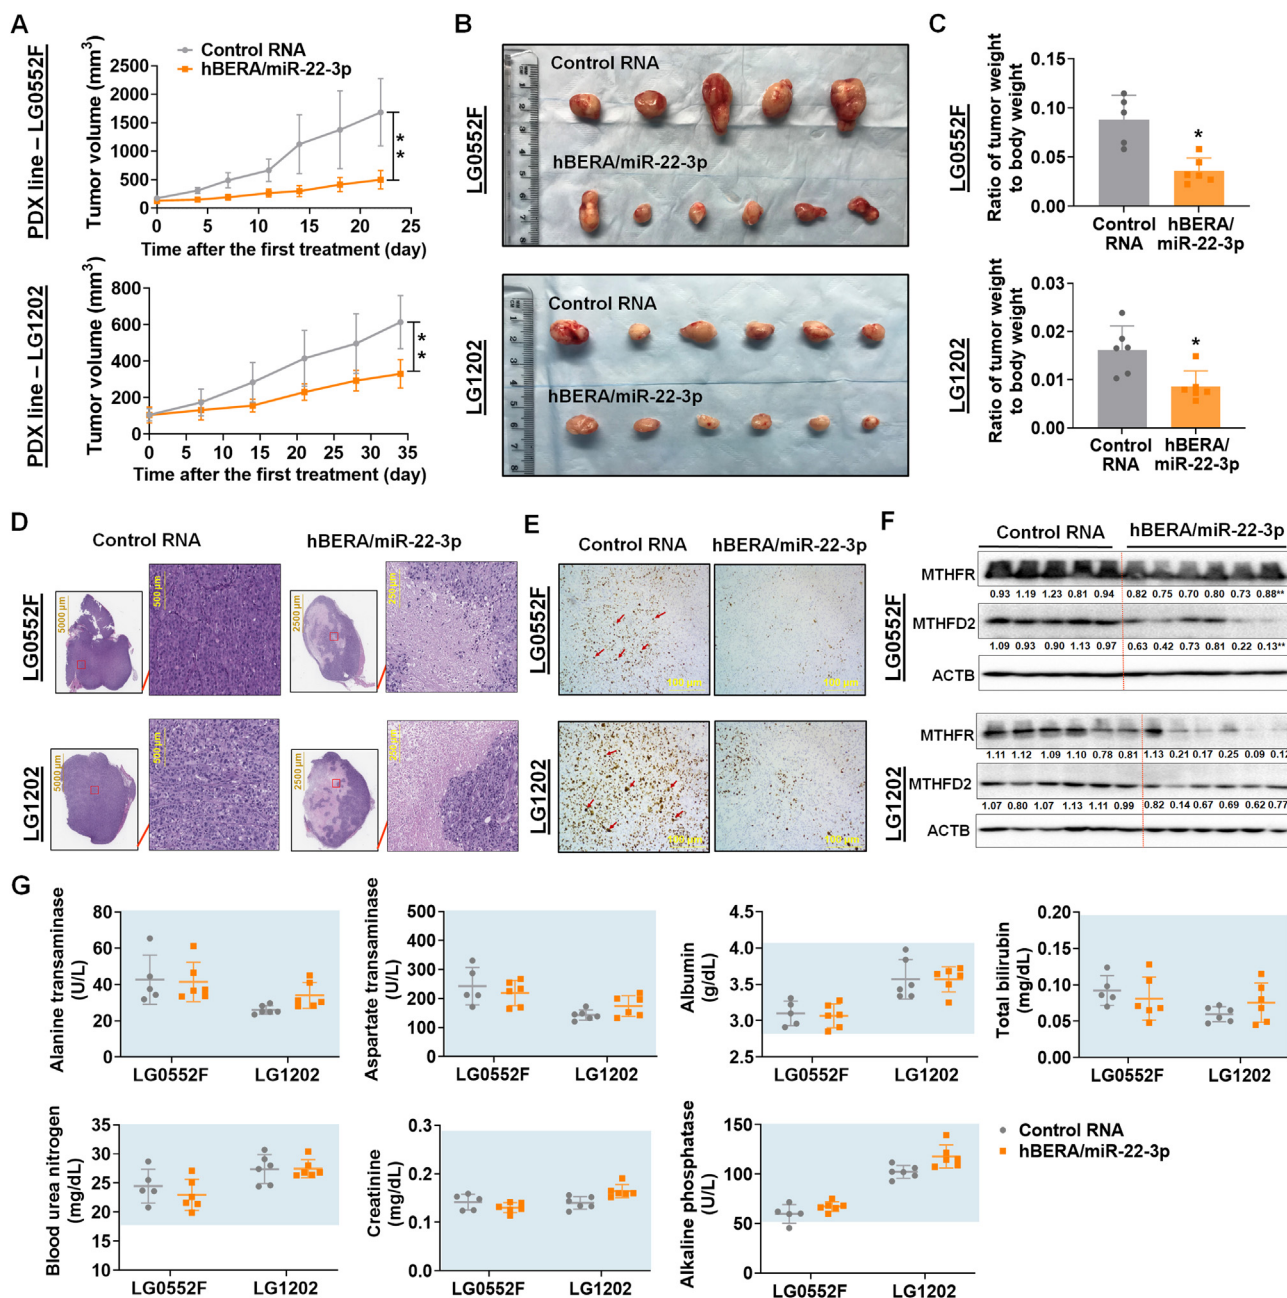 A
PDX line – LG0552F
Control RNA
hBERA/miR-22-3p
Tumor volume (mm³)
2500
2000
1500
1000
500
0
**
0 5 10 15 20 25
Time after the first treatment (day)
PDX line – LG1202
Tumor volume (mm³)
800
600
400
200
0
**
0 5 10 15 20 25 30 35
Time after the first treatment (day)
B
LG0552F
Control RNA
hBERA/miR-22-3p
LG1202
Control RNA
hBERA/miR-22-3p
C
LG0552F
Ratio of tumor weight
to body weight
0.15
0.10
0.05
0.00
*
Control
RNA
hBERA/
miR-22-3p
LG1202
Ratio of tumor weight
to body weight
0.03
0.02
0.01
0.00
*
Control
RNA
hBERA/
miR-22-3p
D
Control RNA
hBERA/miR-22-3p
LG0552F
5000 µm
500 µm
2500 µm
250 µm
LG1202
5000 µm
500 µm
2500 µm
E
Control RNA
hBERA/miR-22-3p
LG0552F
100 µm
100 µm
LG1202
100 µm
100 µm
F
Control RNA
hBERA/miR-22-3p
LG0552F
MTHFR
0.93 1.19 1.23 0.81 0.94 0.82 0.75 0.70 0.80 0.73 0.88**
MTHFD2
1.09 0.93 0.90 1.13 0.97 0.63 0.42 0.73 0.81 0.22 0.13**
ACTB
LG1202
MTHFR
1.11 1.12 1.09 1.10 0.78 0.81 1.13 0.21 0.17 0.25 0.09 0.12
MTHFD2
1.07 0.80 1.07 1.13 1.11 0.99 0.82 0.14 0.67 0.69 0.62 0.77
ACTB
G
Alanine transaminase
(U/L)
80
60
40
20
0
LG0552F LG1202
Aspartate transaminase
(U/L)
500
400
300
200
100
0
LG0552F LG1202
Albumin
(g/dL)
4.5
4.0
3.5
3.0
2.5
LG0552F LG1202
Total bilirubin
(mg/dL)
0.20
0.15
0.10
0.05
0.00
LG0552F LG1202
Blood urea nitrogen
(mg/dL)
35
30
25
20
15
10
LG0552F LG1202
Creatinine
(mg/dL)
0.3
0.2
0.1
0.0
LG0552F LG1202
Alkaline phosphatase
(U/L)
150
100
50
0
LG0552F LG1202
Control RNA
hBERA/miR-22-3p